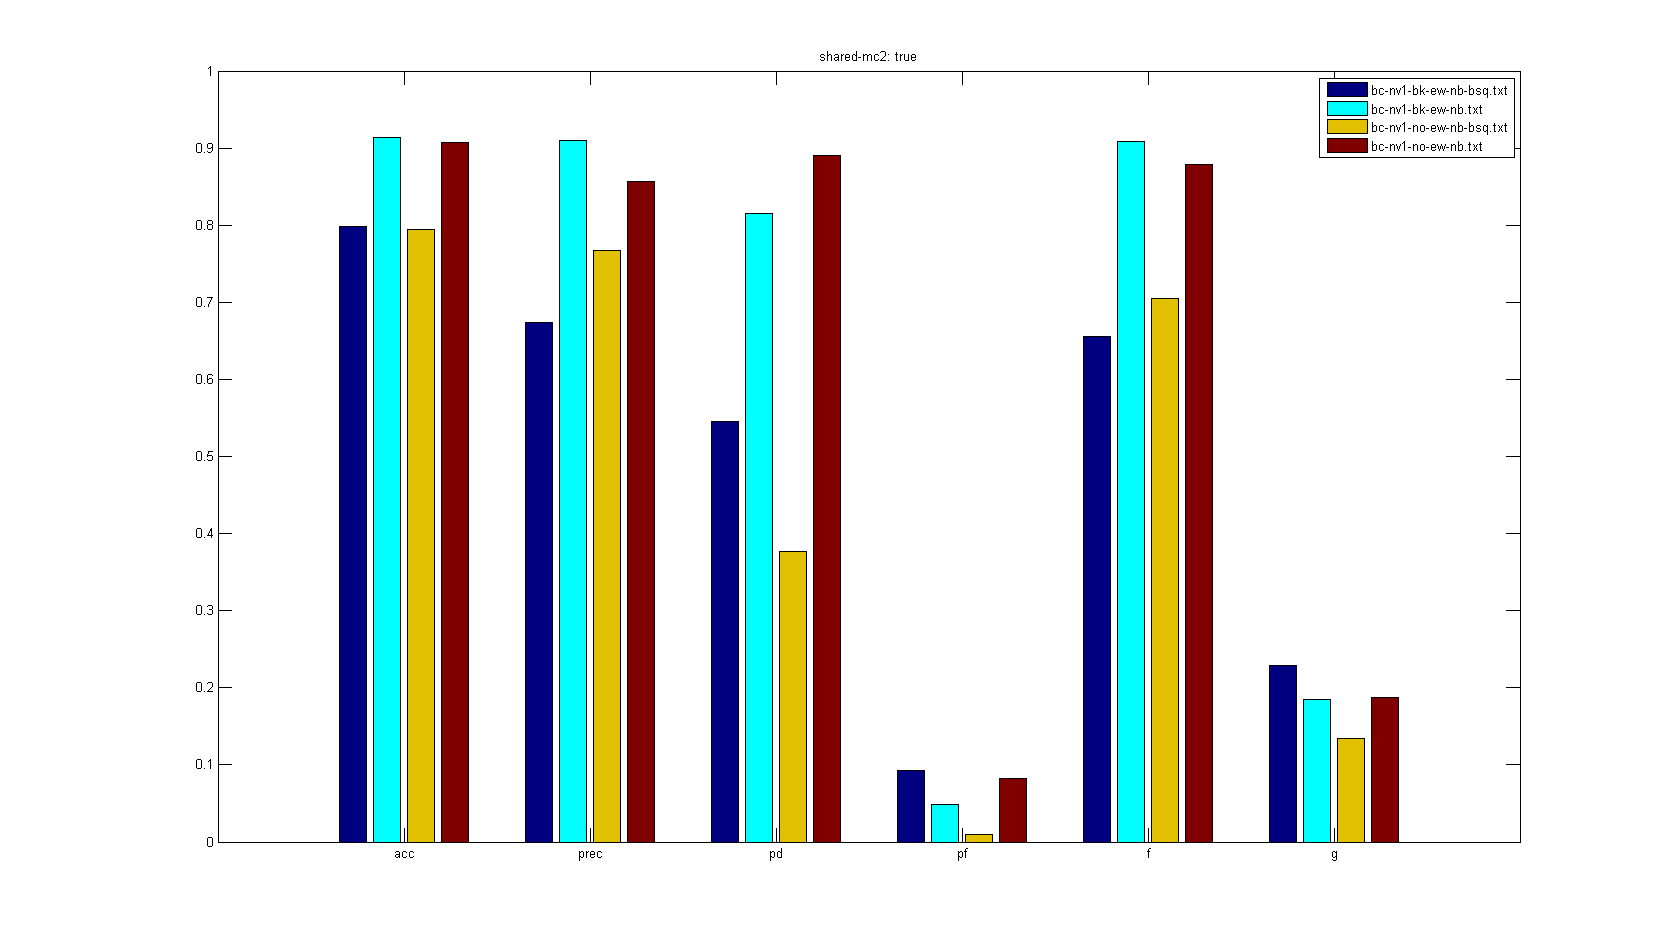 shared-mc2: true
bc-nv1-bk-ew-nb-bsq.txt
bc-nv1-bk-ew-nb.txt
bc-nv1-no-ew-nb-bsq.txt
bc-nv1-no-ew-nb.txt
1
0.9
0.8
0.7
0.6
0.5
0.4
0.3
0.2
0.1
0
acc prec pd pf f g